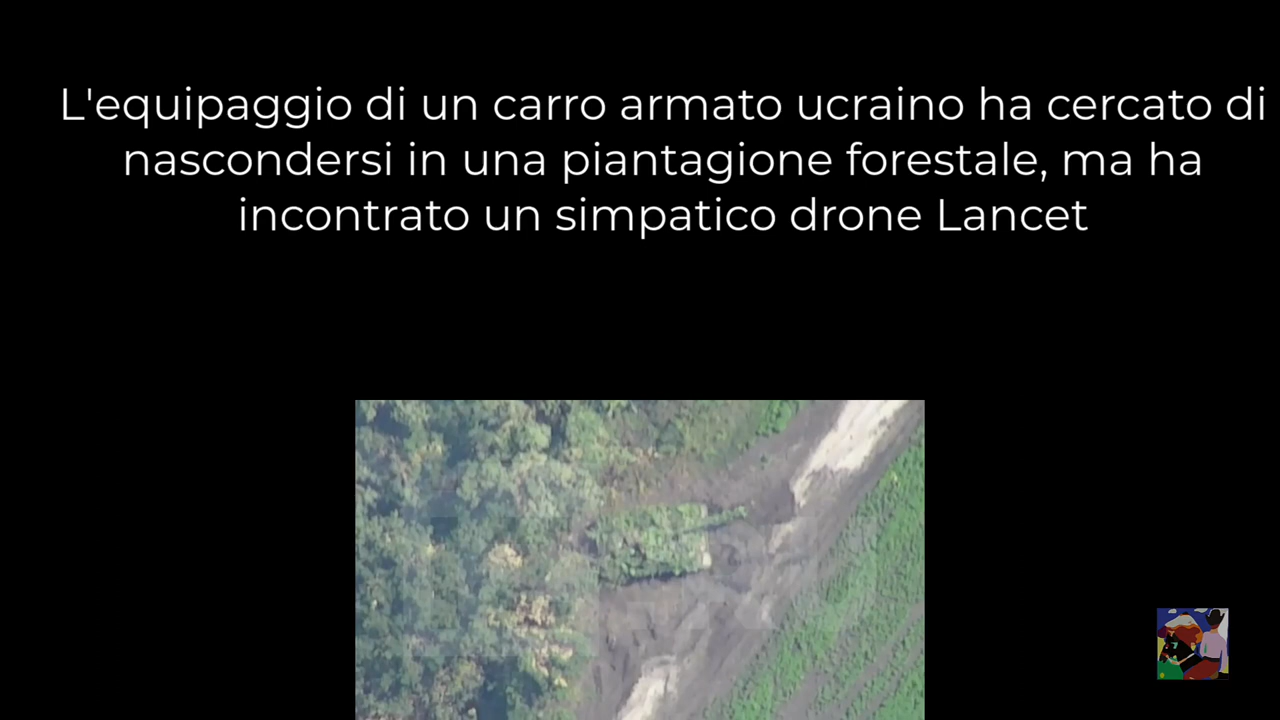 L'equipaggio di un carro armato ucraino ha cercato di
nascondersi in una piantagione forestale, ma ha
incontrato un simpatico drone Lancet